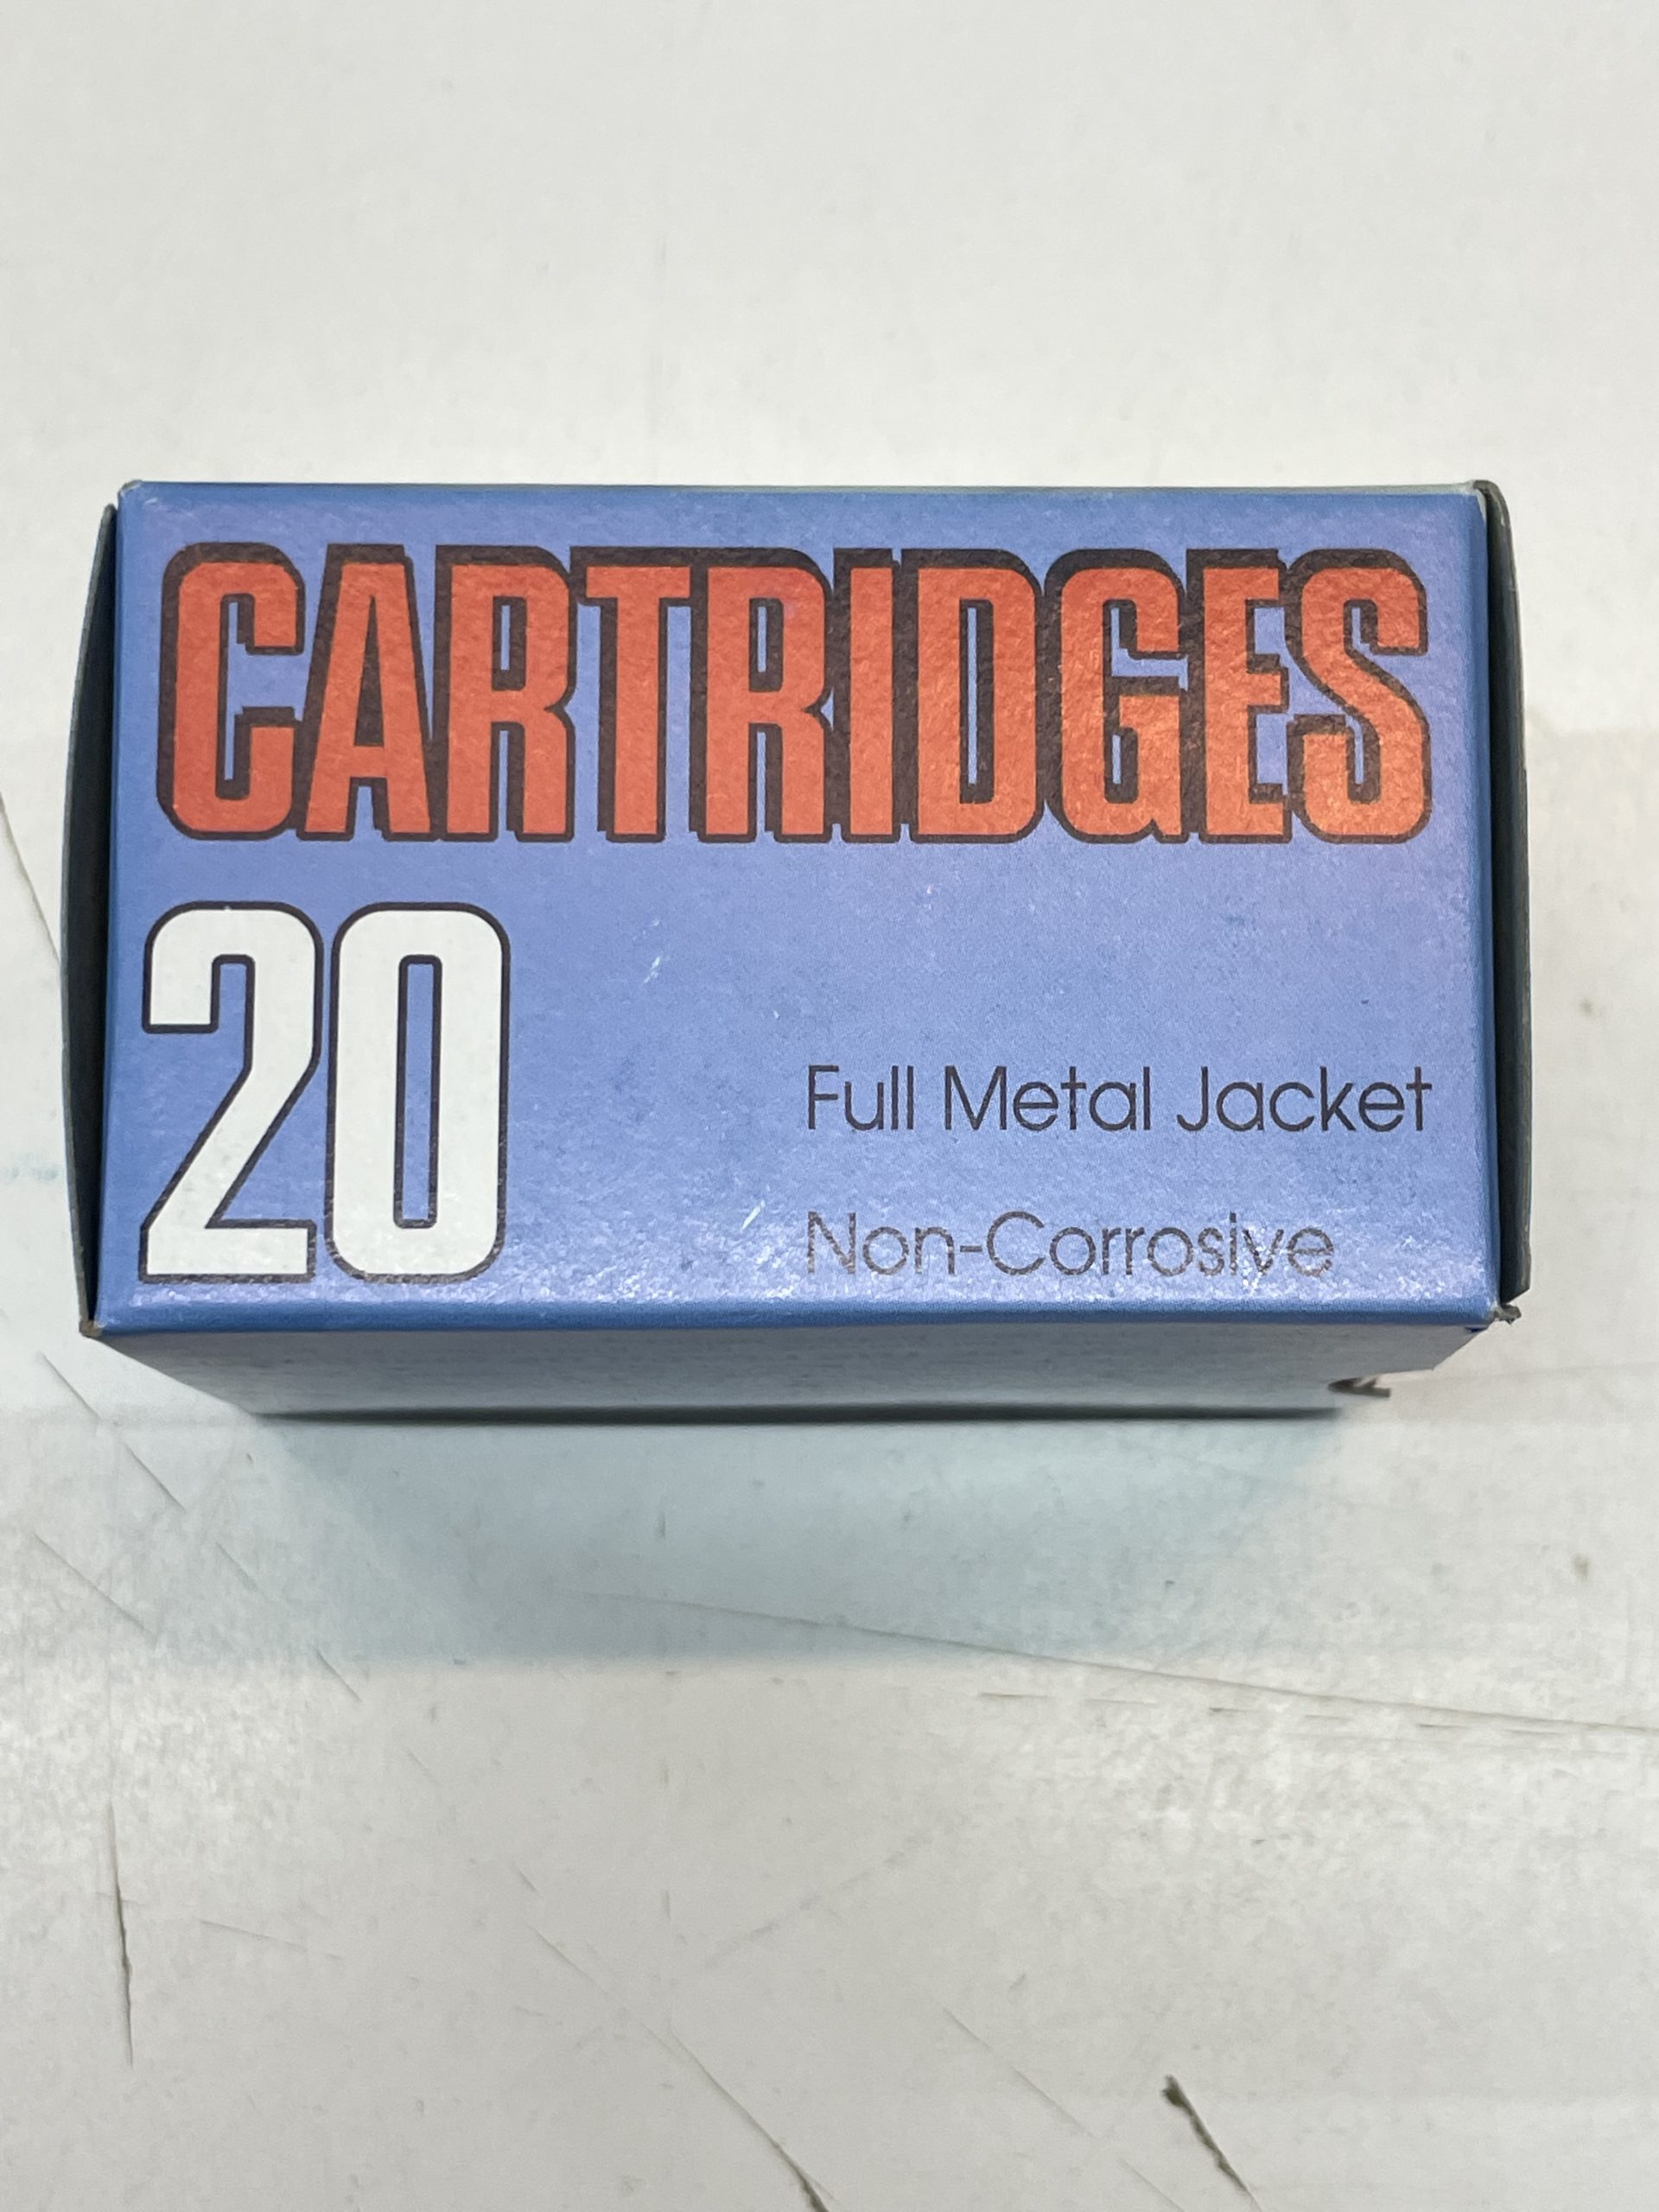 CARTRIDGES
20
Full Metal Jacket
Non-Corrosive